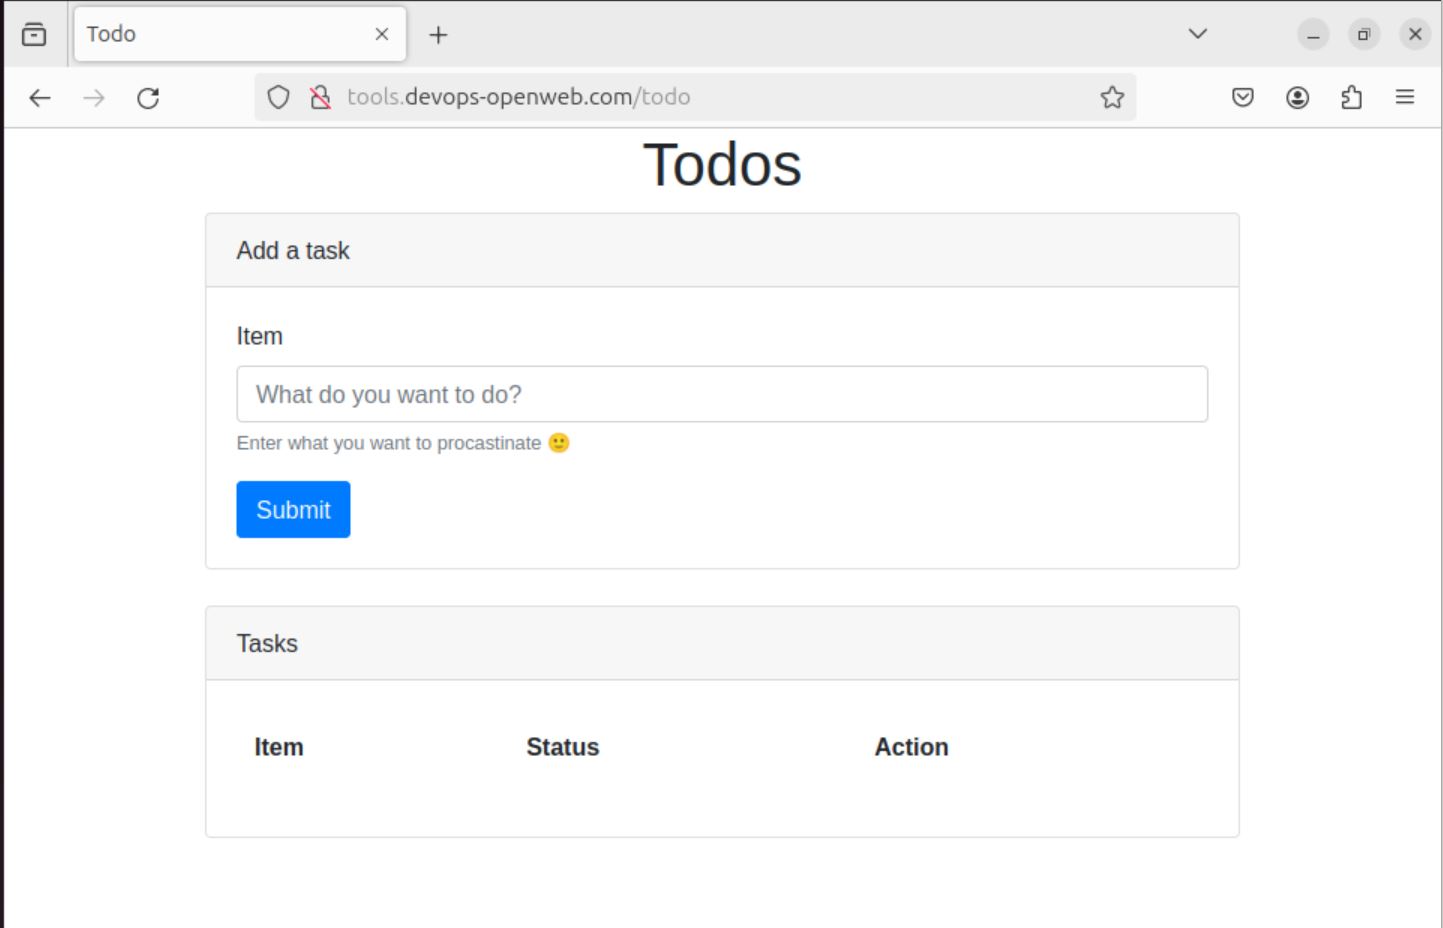 Todo
tools.devops-openweb.com/todo
Todos
Add a task
Item
What do you want to do?
Enter what you want to procastinate 🙂
Submit
Tasks
Item Status Action